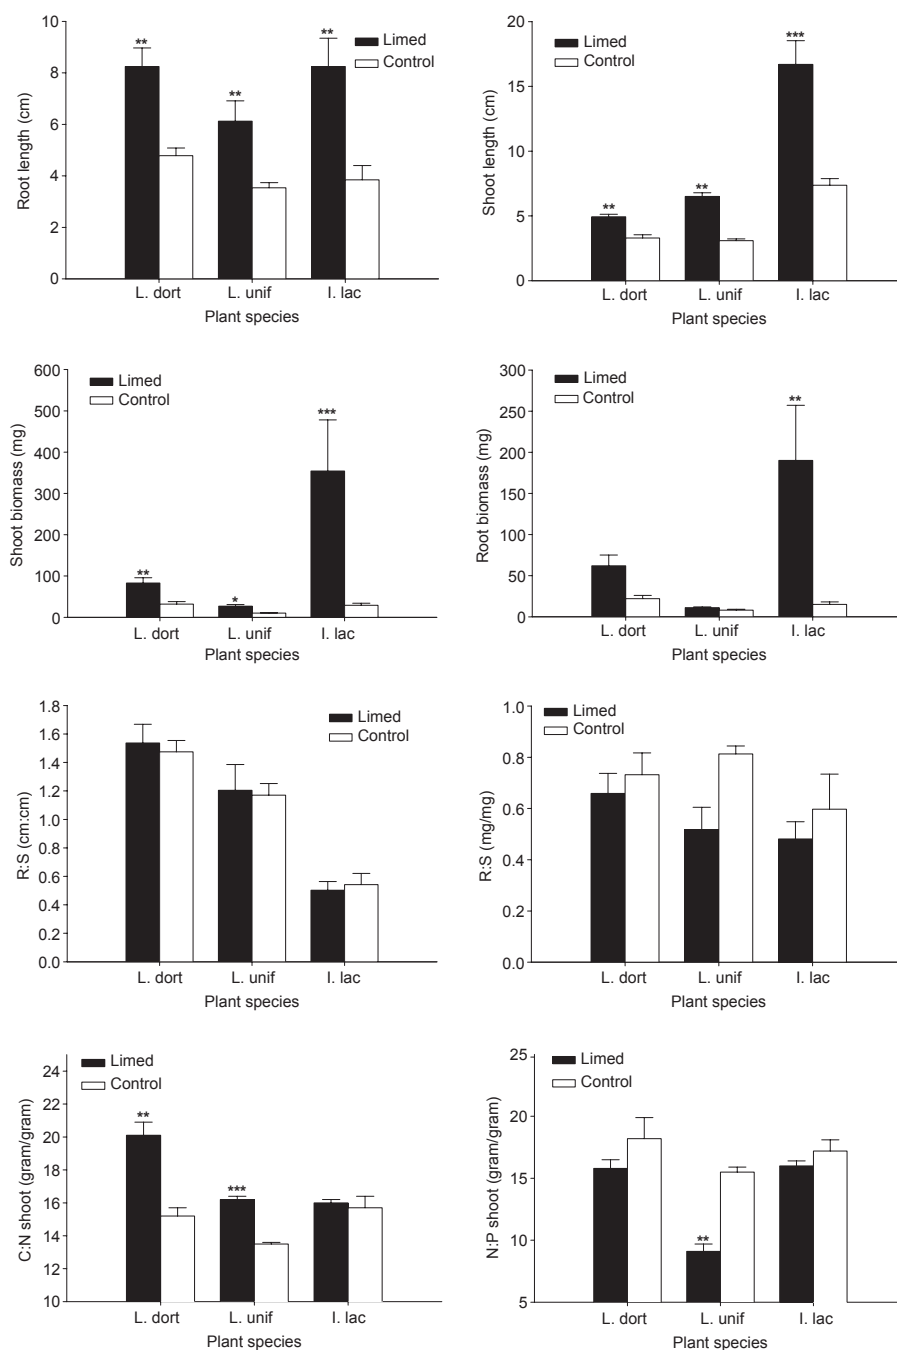 10
8
6
4
2
0
Root length (cm)
**
**
**
Limed
Control
L. dort
L. unif
I. lac
Plant species
20
15
10
5
0
Shoot length (cm)
Limed
Control
**
**
***
L. dort
L. unif
I. lac
Plant species
600
500
400
300
200
100
0
Shoot biomass (mg)
Limed
Control
**
*
***
L. dort
L. unif
I. lac
Plant species
300
250
200
150
100
50
0
Root biomass (mg)
Limed
Control
**
L. dort
L. unif
I. lac
Plant species
1.8
1.6
1.4
1.2
1.0
0.8
0.6
0.4
0.2
0.0
R:S (cm:cm)
Limed
Control
L. dort
L. unif
I. lac
Plant species
1.0
0.8
0.6
0.4
0.2
0.0
R:S (mg/mg)
Limed
Control
L. dort
L. unif
I. lac
Plant species
24
22
20
18
16
14
12
10
C:N shoot (gram/gram)
Limed
Control
**
***
L. dort
L. unif
I. lac
Plant species
25
20
15
10
5
N:P shoot (gram/gram)
Limed
Control
**
L. dort
L. unif
I. lac
Plant species